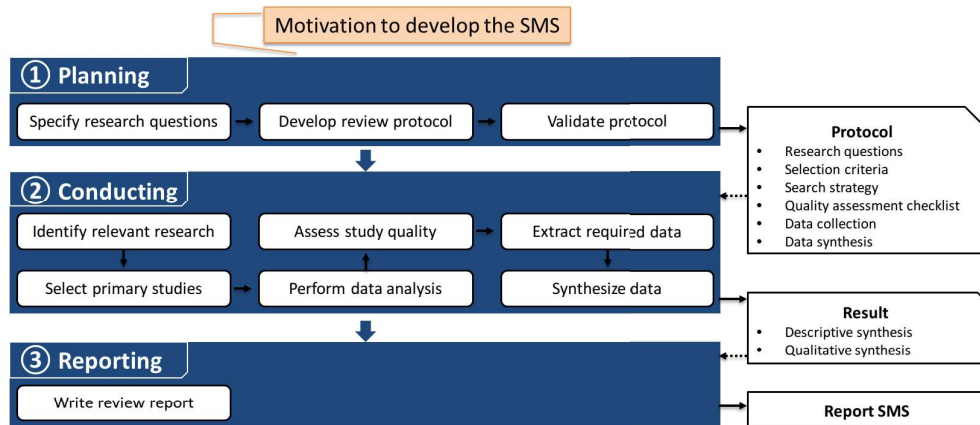 Motivation to develop the SMS
① Planning
Specify research questions
Develop review protocol
Validate protocol
Protocol
• Research questions
• Selection criteria
• Search strategy
• Quality assessment checklist
• Data collection
• Data synthesis
② Conducting
Identify relevant research
Assess study quality
Extract required data
Select primary studies
Perform data analysis
Synthesize data
Result
• Descriptive synthesis
• Qualitative synthesis
③ Reporting
Write review report
Report SMS